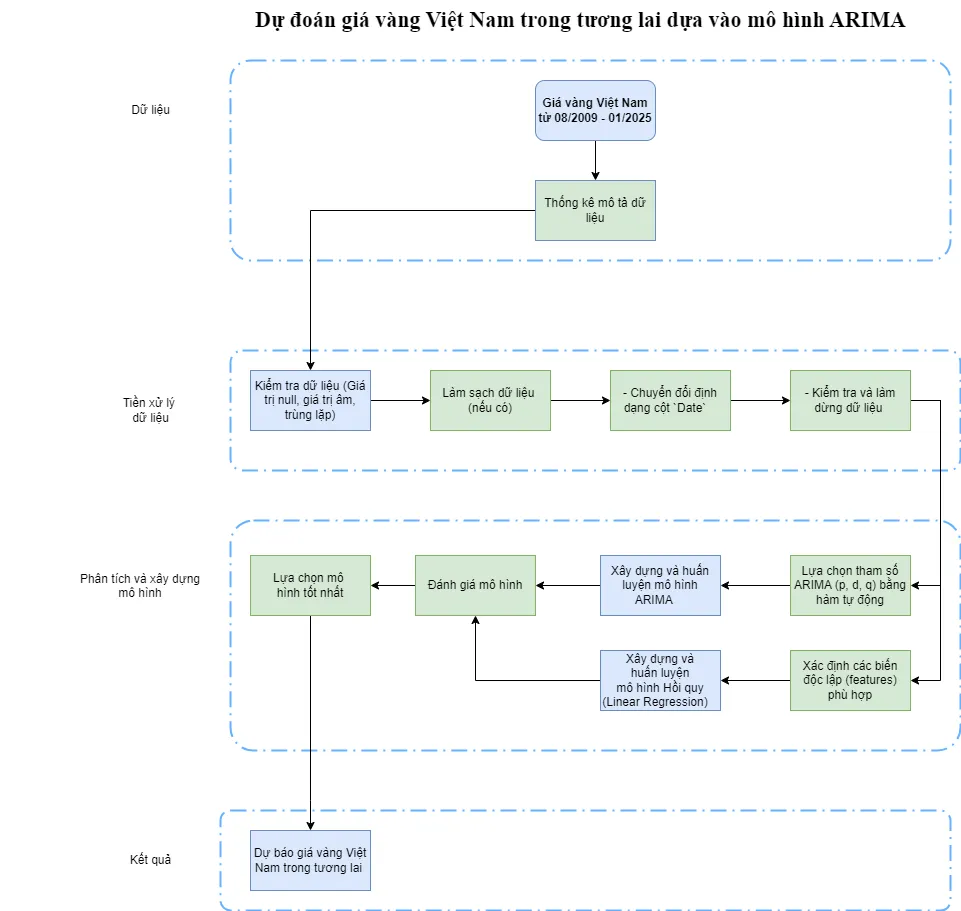 Dự đoán giá vàng Việt Nam trong tương lai dựa vào mô hình ARIMA
Dữ liệu
Giá vàng Việt Nam
từ 08/2009 - 01/2025
Thống kê mô tả dữ
liệu
Tiền xử lý
dữ liệu
Kiểm tra dữ liệu (Giá
trị null, giá trị âm,
trùng lặp)
Làm sạch dữ liệu
(nếu có)
- Chuyển đổi định
dạng cột `Date`
- Kiểm tra và làm
dừng dữ liệu
Phân tích và xây dựng
mô hình
Lựa chọn mô
hình tốt nhất
Đánh giá mô hình
Xây dựng và huấn
luyện mô hình
ARIMA
Lựa chọn tham số
ARIMA (p, d, q) bằng
hàm tự động
Xây dựng và
huấn luyện
mô hình Hồi quy
(Linear Regression)
Xác định các biến
độc lập (features)
phù hợp
Kết quả
Dự báo giá vàng Việt
Nam trong tương lai